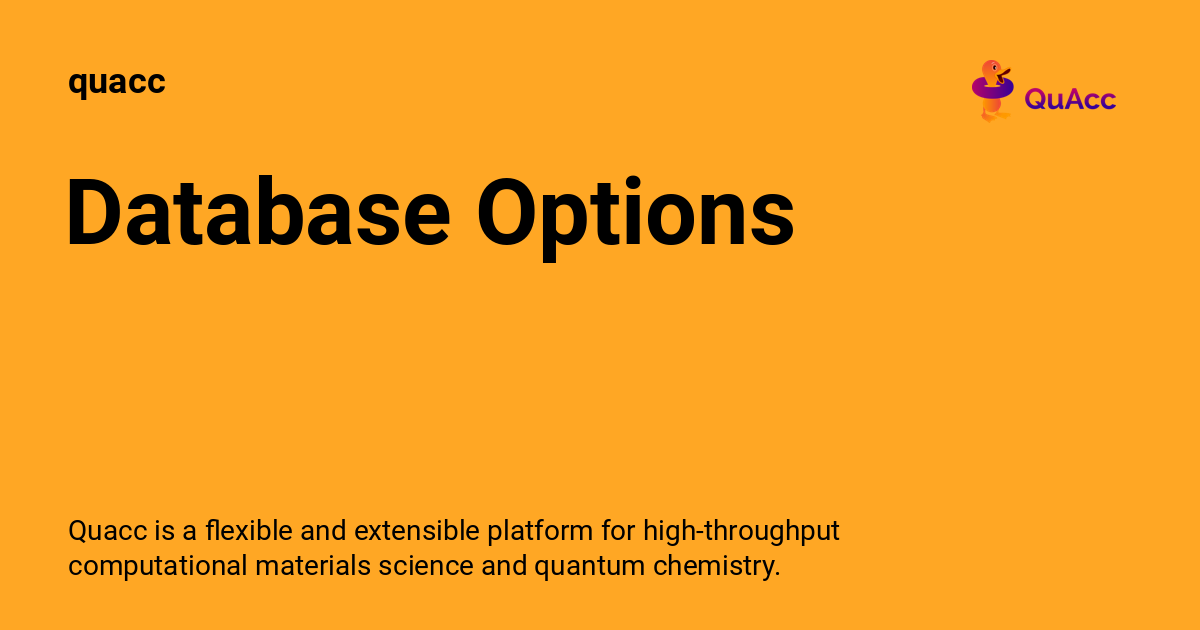 quacc
QuAcc
Database Options
Quacc is a flexible and extensible platform for high-throughput
computational materials science and quantum chemistry.